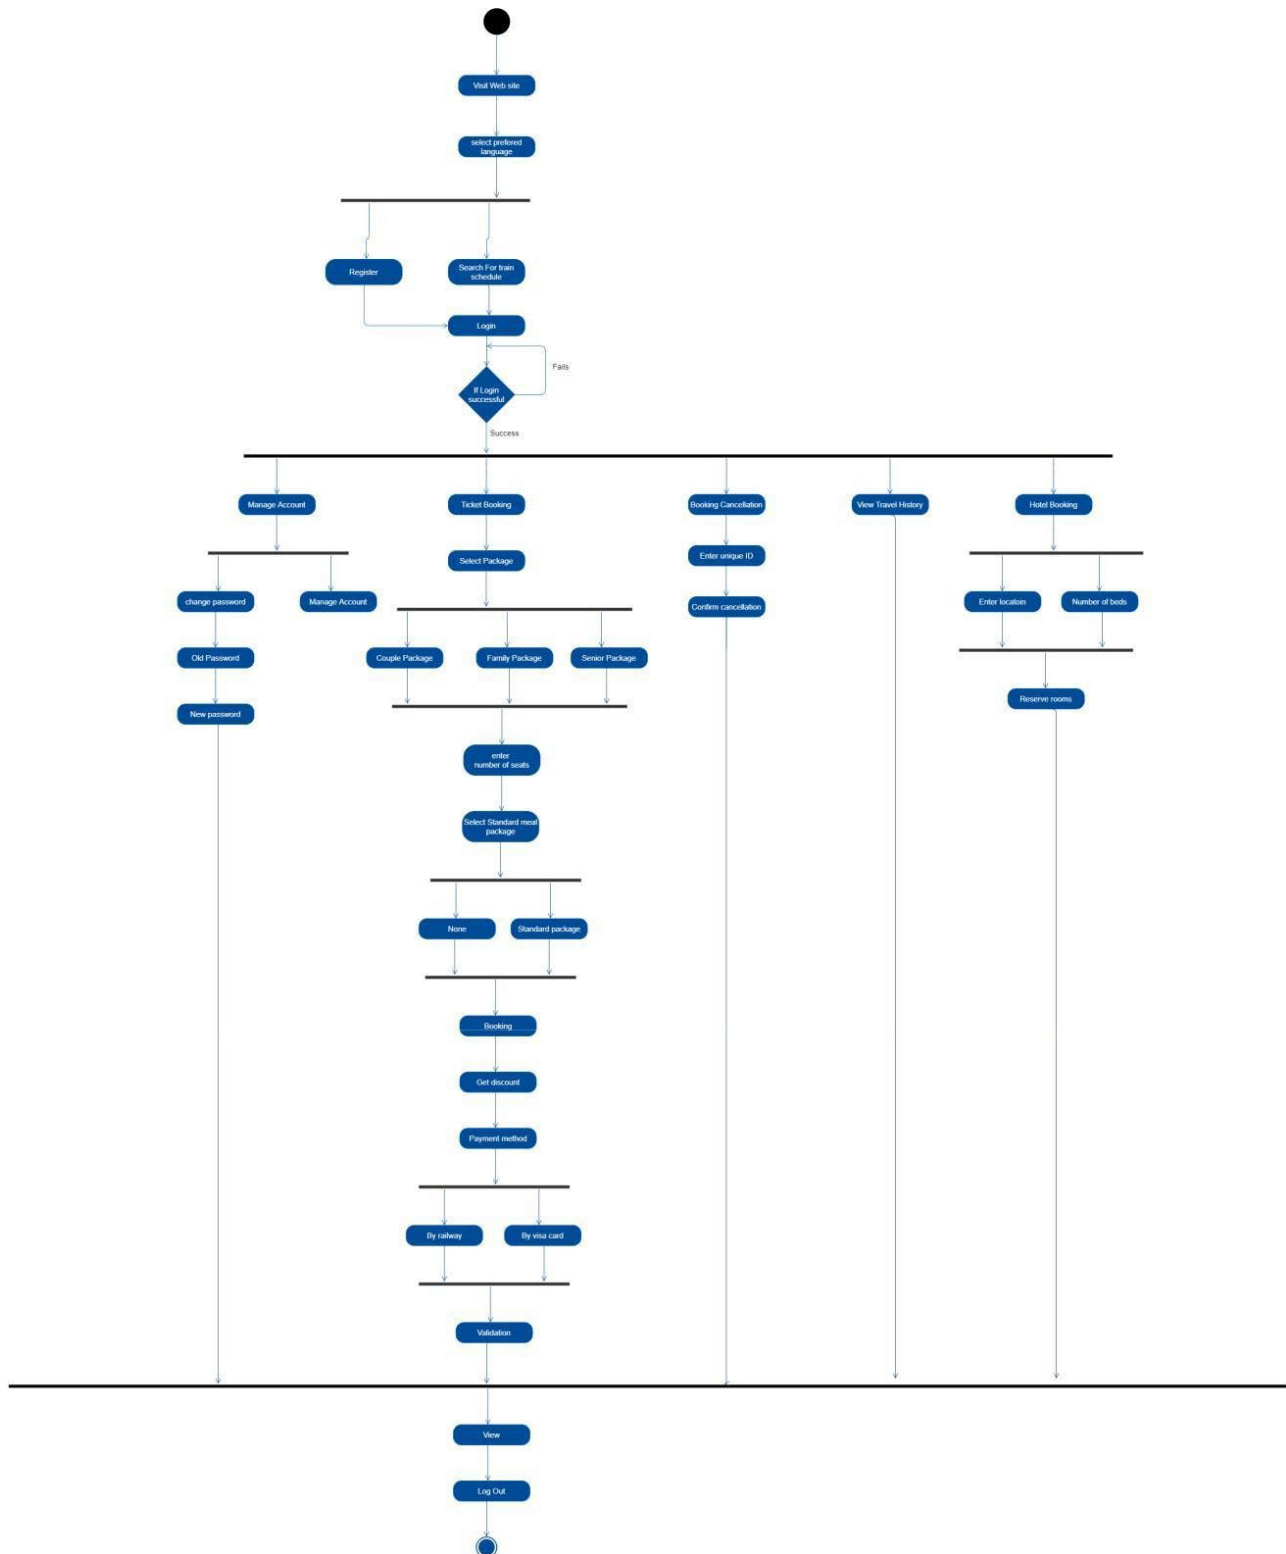 Visit Web site
select prefered
language
Register
Search For train
schedule
Login
Fails
If Login
successful
Success
Manage Account
Ticket Booking
Booking Cancellation
View Travel History
Hotel Booking
Select Package
Enter unique ID
change password
Manage Account
Confirm cancellation
Enter locatoin
Number of beds
Old Password
Couple Package
Family Package
Senior Package
New password
Reserve rooms
enter
number of seats
Select Standard meal
package
None
Standard package
Booking
Get discount
Payment method
By railway
By visa card
Validation
View
Log Out